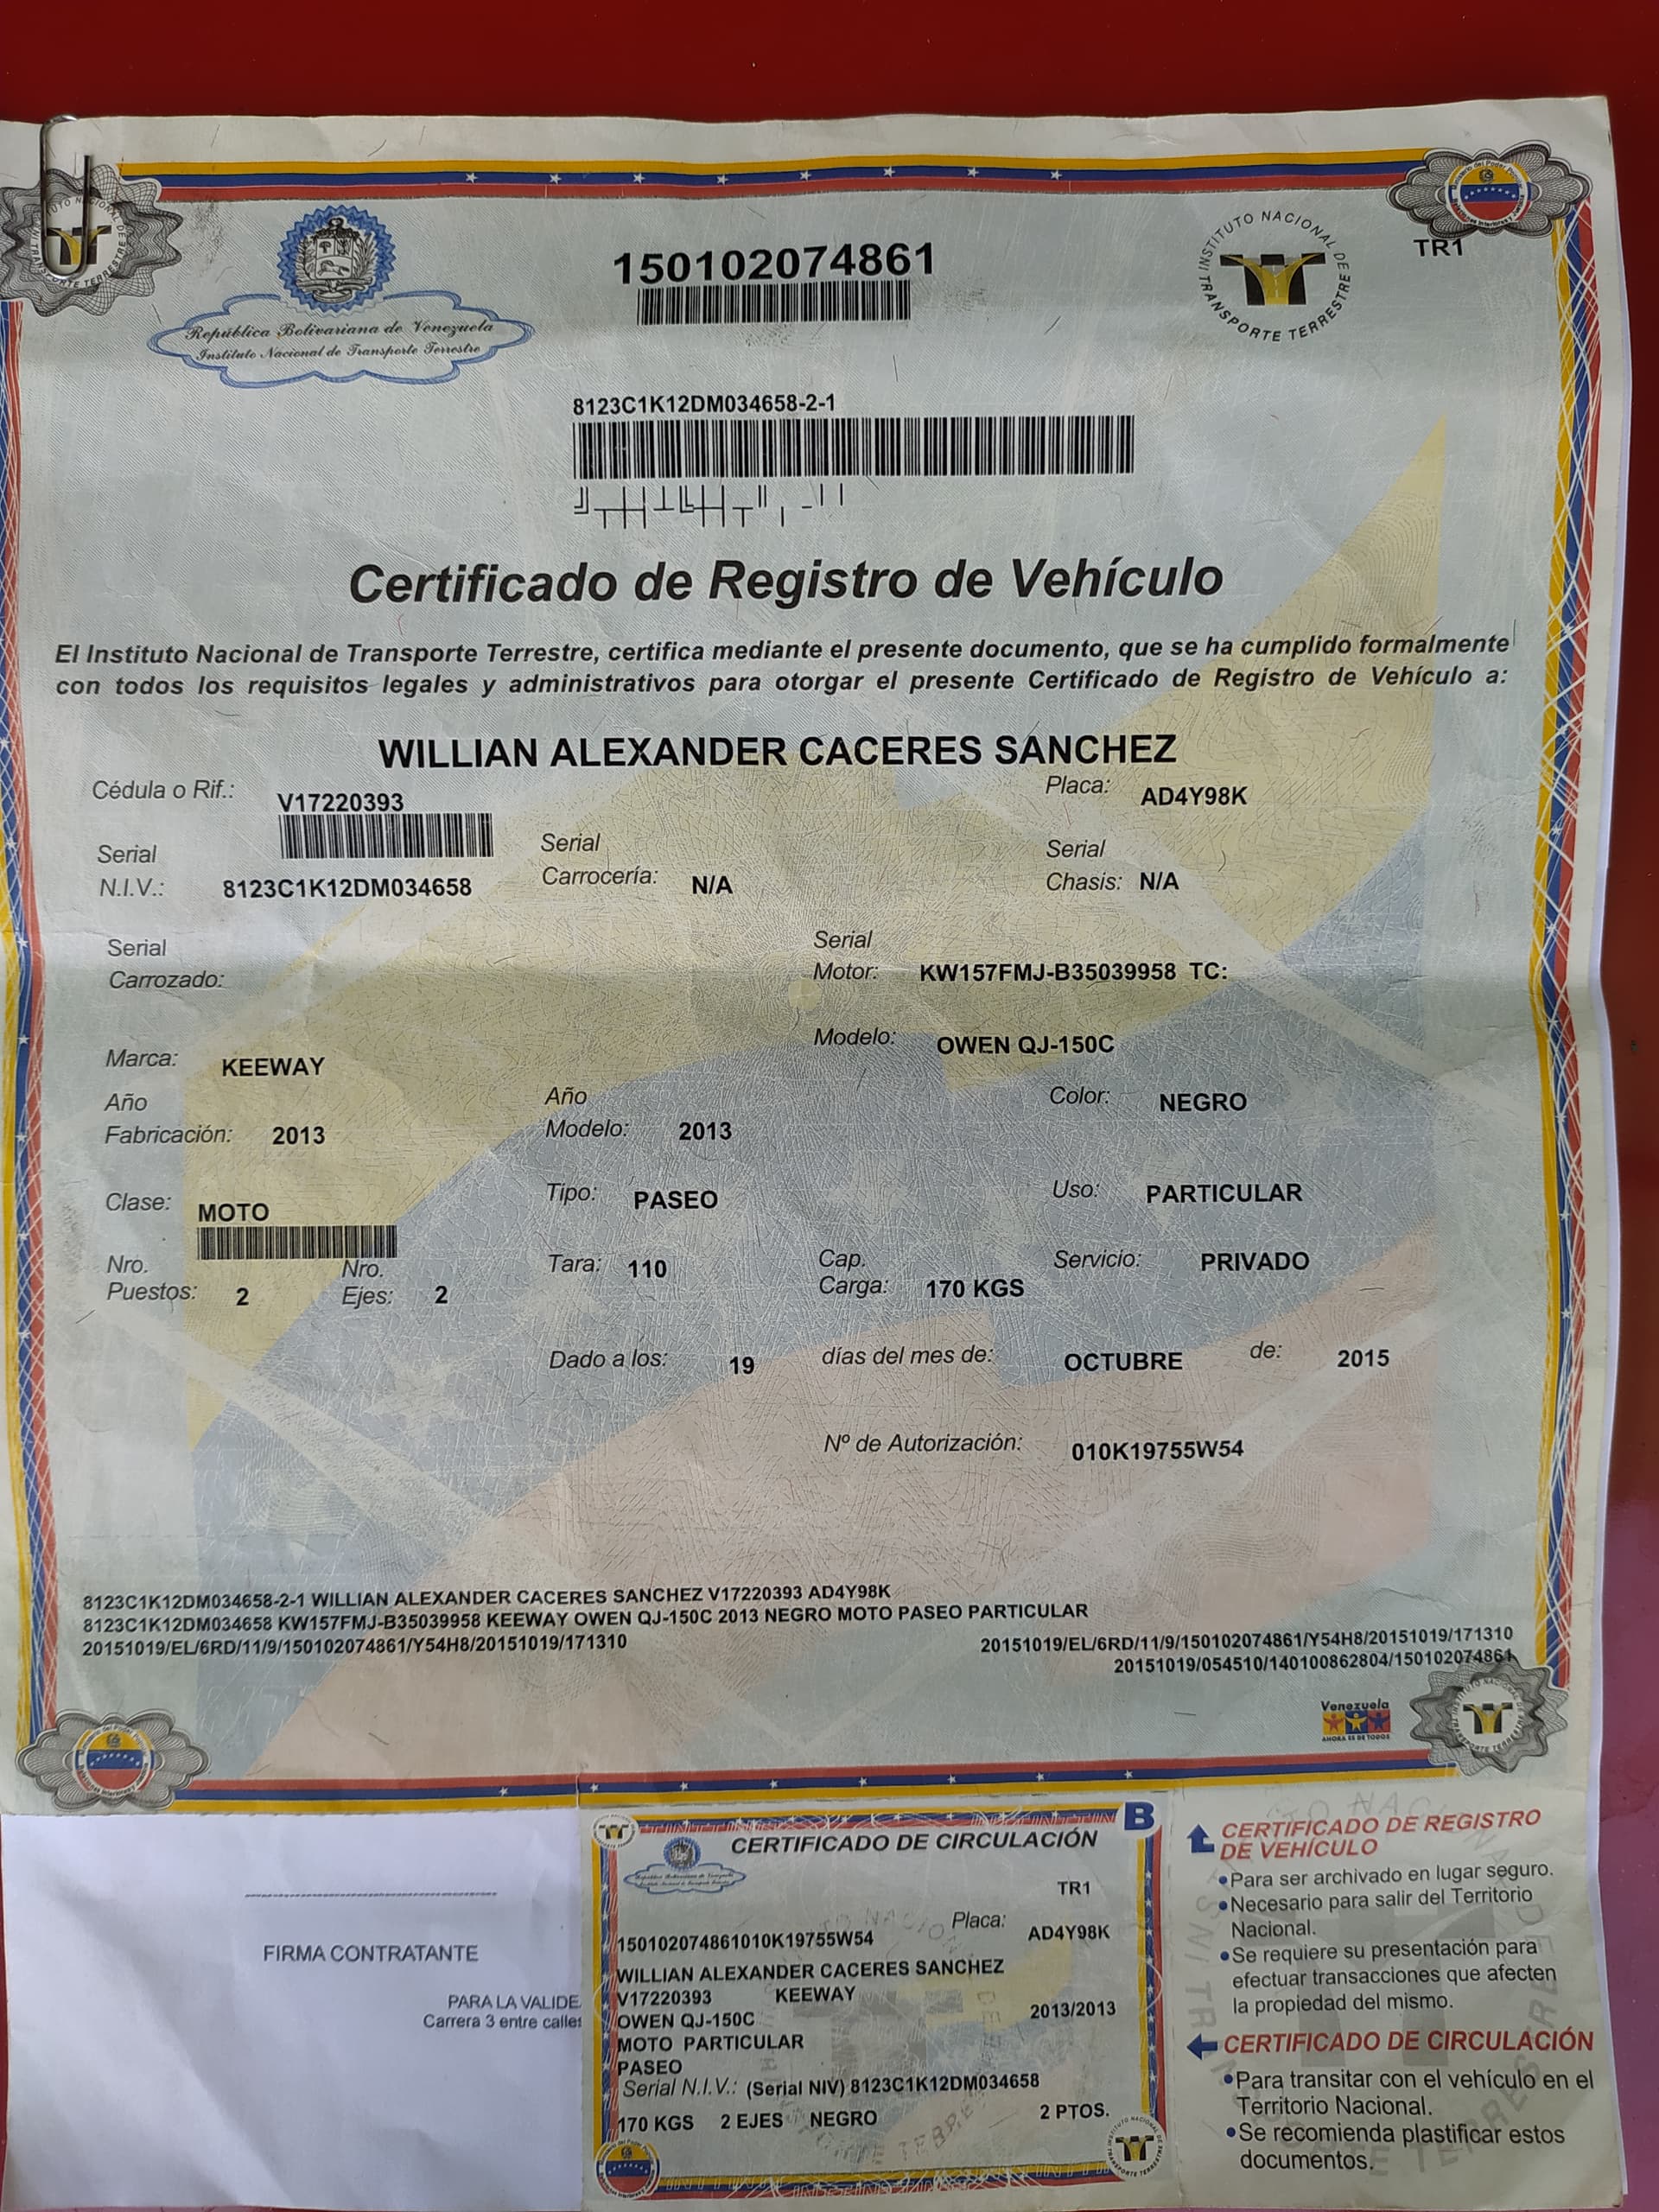 150102074861
INSTITUTO NACIONAL DE TRANSPORTE TERRESTRE
TR1
República Bolivariana de Venezuela
Instituto Nacional de Transporte Terrestre
8123C1K12DM034658-2-1
Certificado de Registro de Vehículo
El Instituto Nacional de Transporte Terrestre, certifica mediante el presente documento, que se ha cumplido formalmente
con todos los requisitos legales y administrativos para otorgar el presente Certificado de Registro de Vehículo a:
WILLIAN ALEXANDER CACERES SANCHEZ
Cédula o Rif.: V17220393 Placa: AD4Y98K
Serial N.I.V.: 8123C1K12DM034658 Serial Carrocería: N/A Serial Chasis: N/A
Serial Carrozado: Serial Motor: KW157FMJ-B35039958 TC:
Marca: KEEWAY Modelo: OWEN QJ-150C
Año Fabricación: 2013 Año Modelo: 2013 Color: NEGRO
Clase: MOTO Tipo: PASEO Uso: PARTICULAR
Nro. Puestos: 2 Nro. Ejes: 2 Tara: 110 Cap. Carga: 170 KGS Servicio: PRIVADO
Dado a los: 19 días del mes de: OCTUBRE de: 2015
Nº de Autorización: 010K19755W54
8123C1K12DM034658-2-1 WILLIAN ALEXANDER CACERES SANCHEZ V17220393 AD4Y98K
8123C1K12DM034658 KW157FMJ-B35039958 KEEWAY OWEN QJ-150C 2013 NEGRO MOTO PASEO PARTICULAR
20151019/EL/6RD/11/9/150102074861/Y54H8/20151019/171310 20151019/EL/6RD/11/9/150102074861/Y54H8/20151019/171310
20151019/054510/140100862804/150102074861
Venezuela
AHORA ES DE TODOS
FIRMA CONTRATANTE
PARA LA VALIDE
Carrera 3 entre calles
B
CERTIFICADO DE CIRCULACIÓN
TR1
Placa:
150102074861010K19755W54 AD4Y98K
WILLIAN ALEXANDER CACERES SANCHEZ
V17220393 KEEWAY
OWEN QJ-150C 2013/2013
MOTO PARTICULAR
PASEO
Serial N.I.V.: (Serial NIV) 8123C1K12DM034658
170 KGS 2 EJES NEGRO 2 PTOS.
CERTIFICADO DE REGISTRO
DE VEHÍCULO
•Para ser archivado en lugar seguro.
•Necesario para salir del Territorio
Nacional.
•Se requiere su presentación para
efectuar transacciones que afecten
la propiedad del mismo.
CERTIFICADO DE CIRCULACIÓN
•Para transitar con el vehículo en el
Territorio Nacional.
•Se recomienda plastificar estos
documentos.